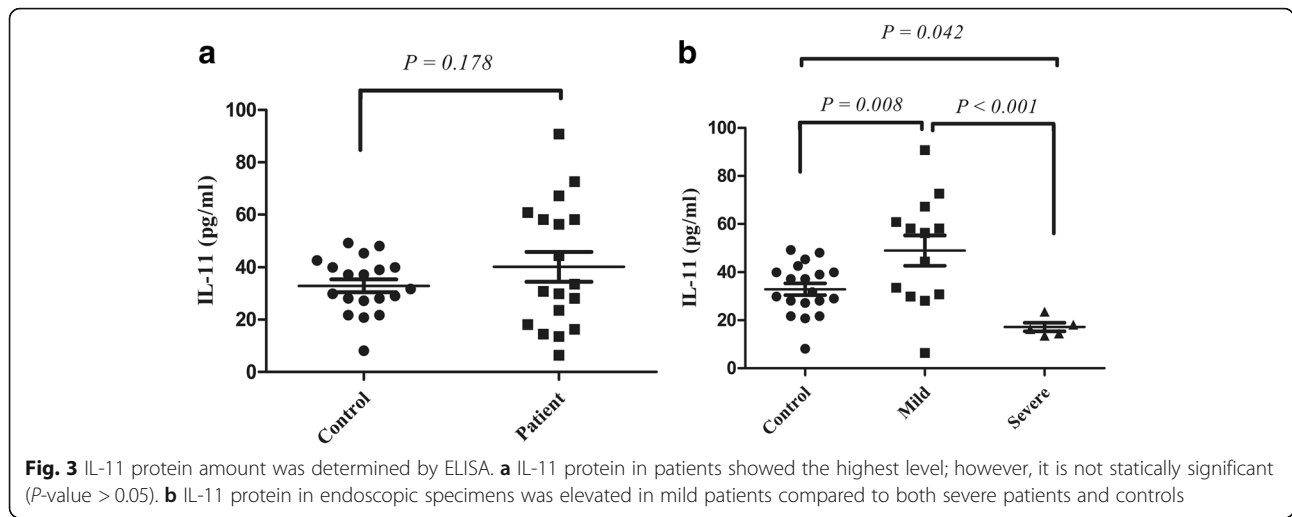 a
P = 0.178
IL-11 (pg/ml)
100
80
60
40
20
0
Control
Patient
b
P = 0.042
P = 0.008
P < 0.001
IL-11 (pg/ml)
100
80
60
40
20
0
Control
Mild
Severe
Fig. 3 IL-11 protein amount was determined by ELISA. a IL-11 protein in patients showed the highest level; however, it is not statically significant
(P-value > 0.05). b IL-11 protein in endoscopic specimens was elevated in mild patients compared to both severe patients and controls